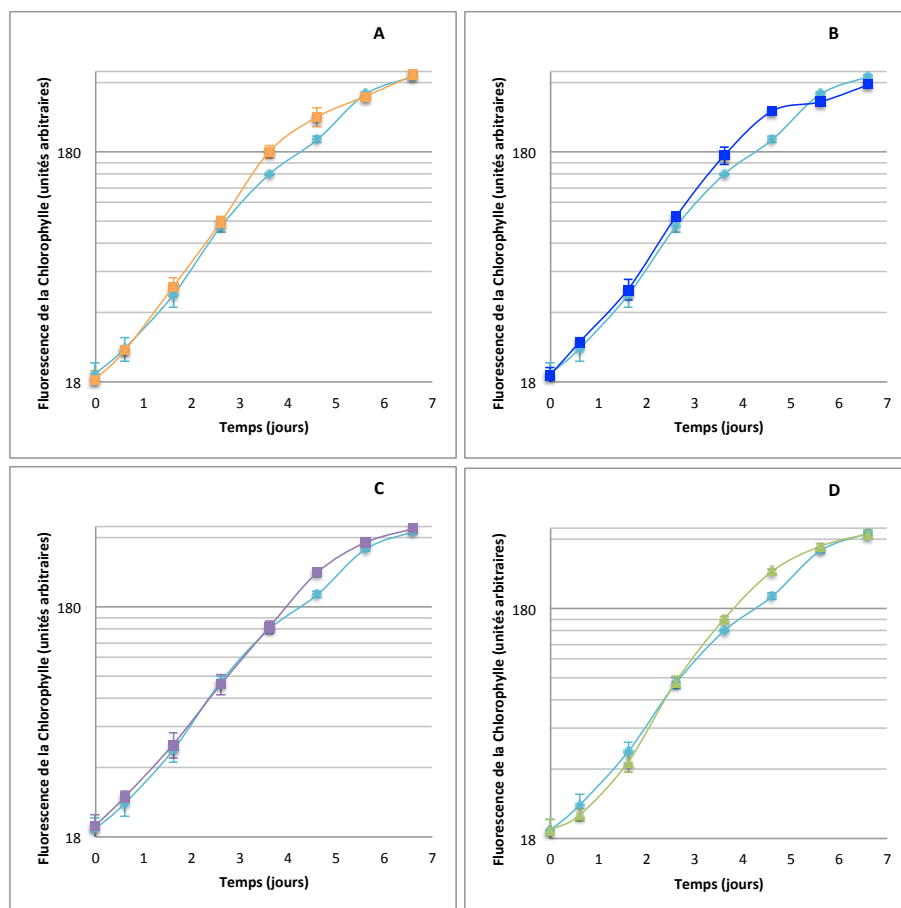 A
Fluorescence de la Chlorophylle (unités arbitraires)
180
18
0 1 2 3 4 5 6 7
Temps (jours)
B
Fluorescence de la Chlorophylle (unités arbitraires)
180
18
0 1 2 3 4 5 6 7
Temps (jours)
C
Fluorescence de la Chlorophylle (unités arbitraires)
180
18
0 1 2 3 4 5 6 7
Temps (jours)
D
Fluorescence de la Chlorophylle (unités arbitraires)
180
18
0 1 2 3 4 5 6 7
Temps (jours)